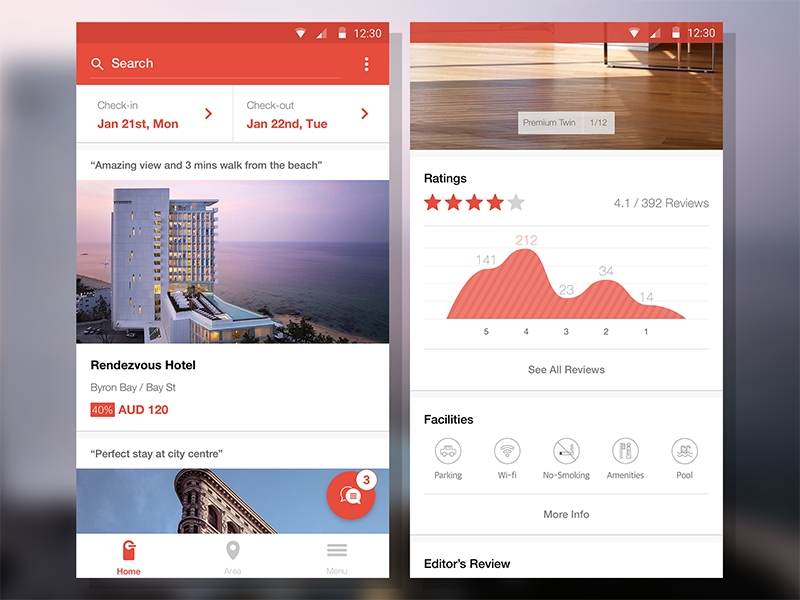 12:30
Search
Check-in
Jan 21st, Mon
Check-out
Jan 22nd, Tue
“Amazing view and 3 mins walk from the beach”
Rendezvous Hotel
Byron Bay / Bay St
40% AUD 120
“Perfect stay at city centre”
3
Home
Area
Menu
12:30
Premium Twin 1/12
Ratings
4.1 / 392 Reviews
212
141
23
34
14
5 4 3 2 1
See All Reviews
Facilities
Parking Wi-fi No-Smoking Amenities Pool
More Info
Editor's Review